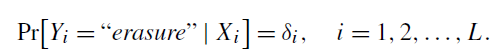 Pr[Y_i = “erasure” | X_i] = δ_i, i = 1, 2, . . . , L.